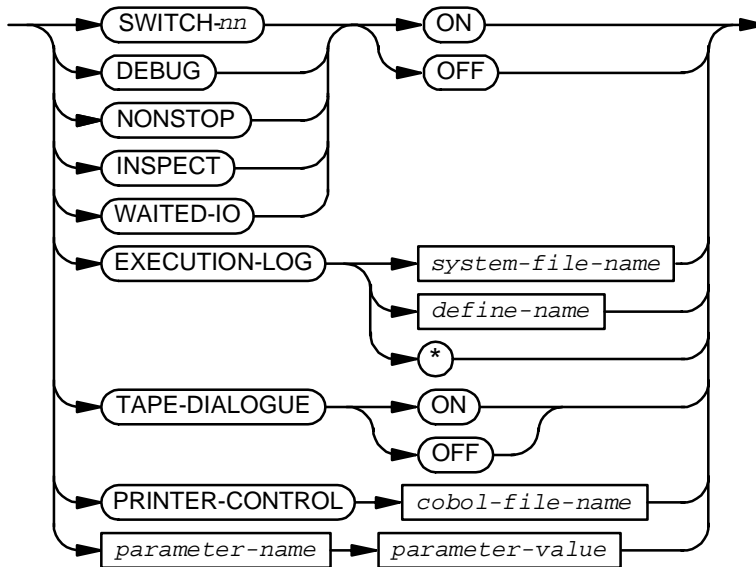 SWITCH-nn ON
DEBUG OFF
NONSTOP
INSPECT
WAITED-IO
EXECUTION-LOG system-file-name
define-name
*
TAPE-DIALOGUE ON
OFF
PRINTER-CONTROL cobol-file-name
parameter-name parameter-value